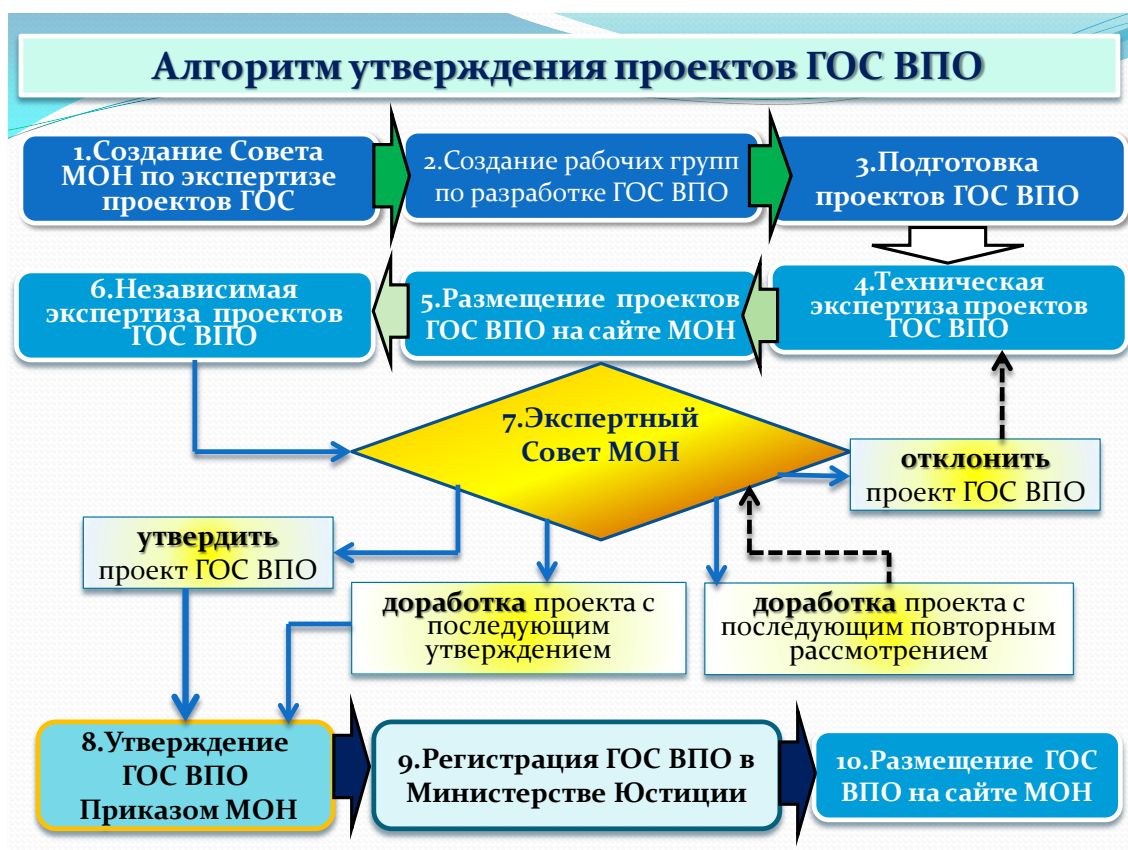 Алгоритм утверждения проектов ГОС ВПО
1.Создание Совета
МОН по экспертизе
проектов ГОС
2.Создание рабочих групп
по разработке ГОС ВПО
3.Подготовка
проектов ГОС ВПО
6.Независимая
экспертиза проектов
ГОС ВПО
5.Размещение проектов
ГОС ВПО на сайте МОН
4.Техническая
экспертиза проектов
ГОС ВПО
7.Экспертный
Совет МОН
отклонить
проект ГОС ВПО
утвердить
проект ГОС ВПО
доработка проекта с
последующим
утверждением
доработка проекта с
последующим повторным
рассмотрением
8.Утверждение
ГОС ВПО
Приказом МОН
9.Регистрация ГОС ВПО в
Министерстве Юстиции
10.Размещение ГОС
ВПО на сайте МОН